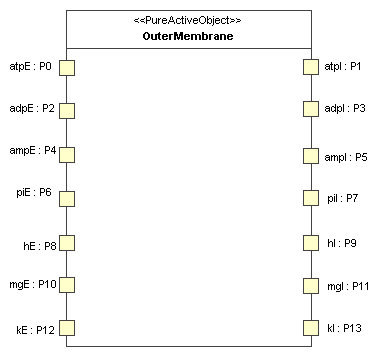 <<PureActiveObject>>
OuterMembrane
atpE : P0
atpI : P1
adpE : P2
adpI : P3
ampE : P4
ampI : P5
piE : P6
piI : P7
hE : P8
hI : P9
mgE : P10
mgI : P11
kE : P12
kI : P13